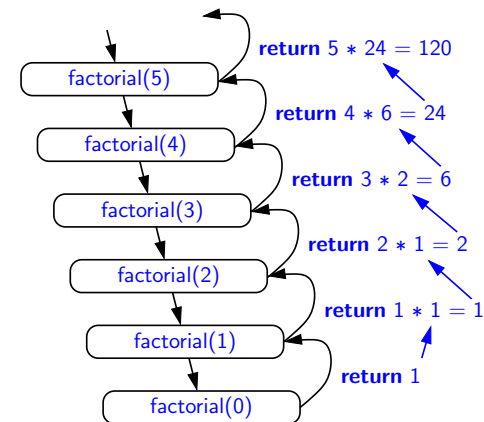 return 5 ∗ 24 = 120
factorial(5)
return 4 ∗ 6 = 24
factorial(4)
return 3 ∗ 2 = 6
factorial(3)
return 2 ∗ 1 = 2
factorial(2)
return 1 ∗ 1 = 1
factorial(1)
return 1
factorial(0)